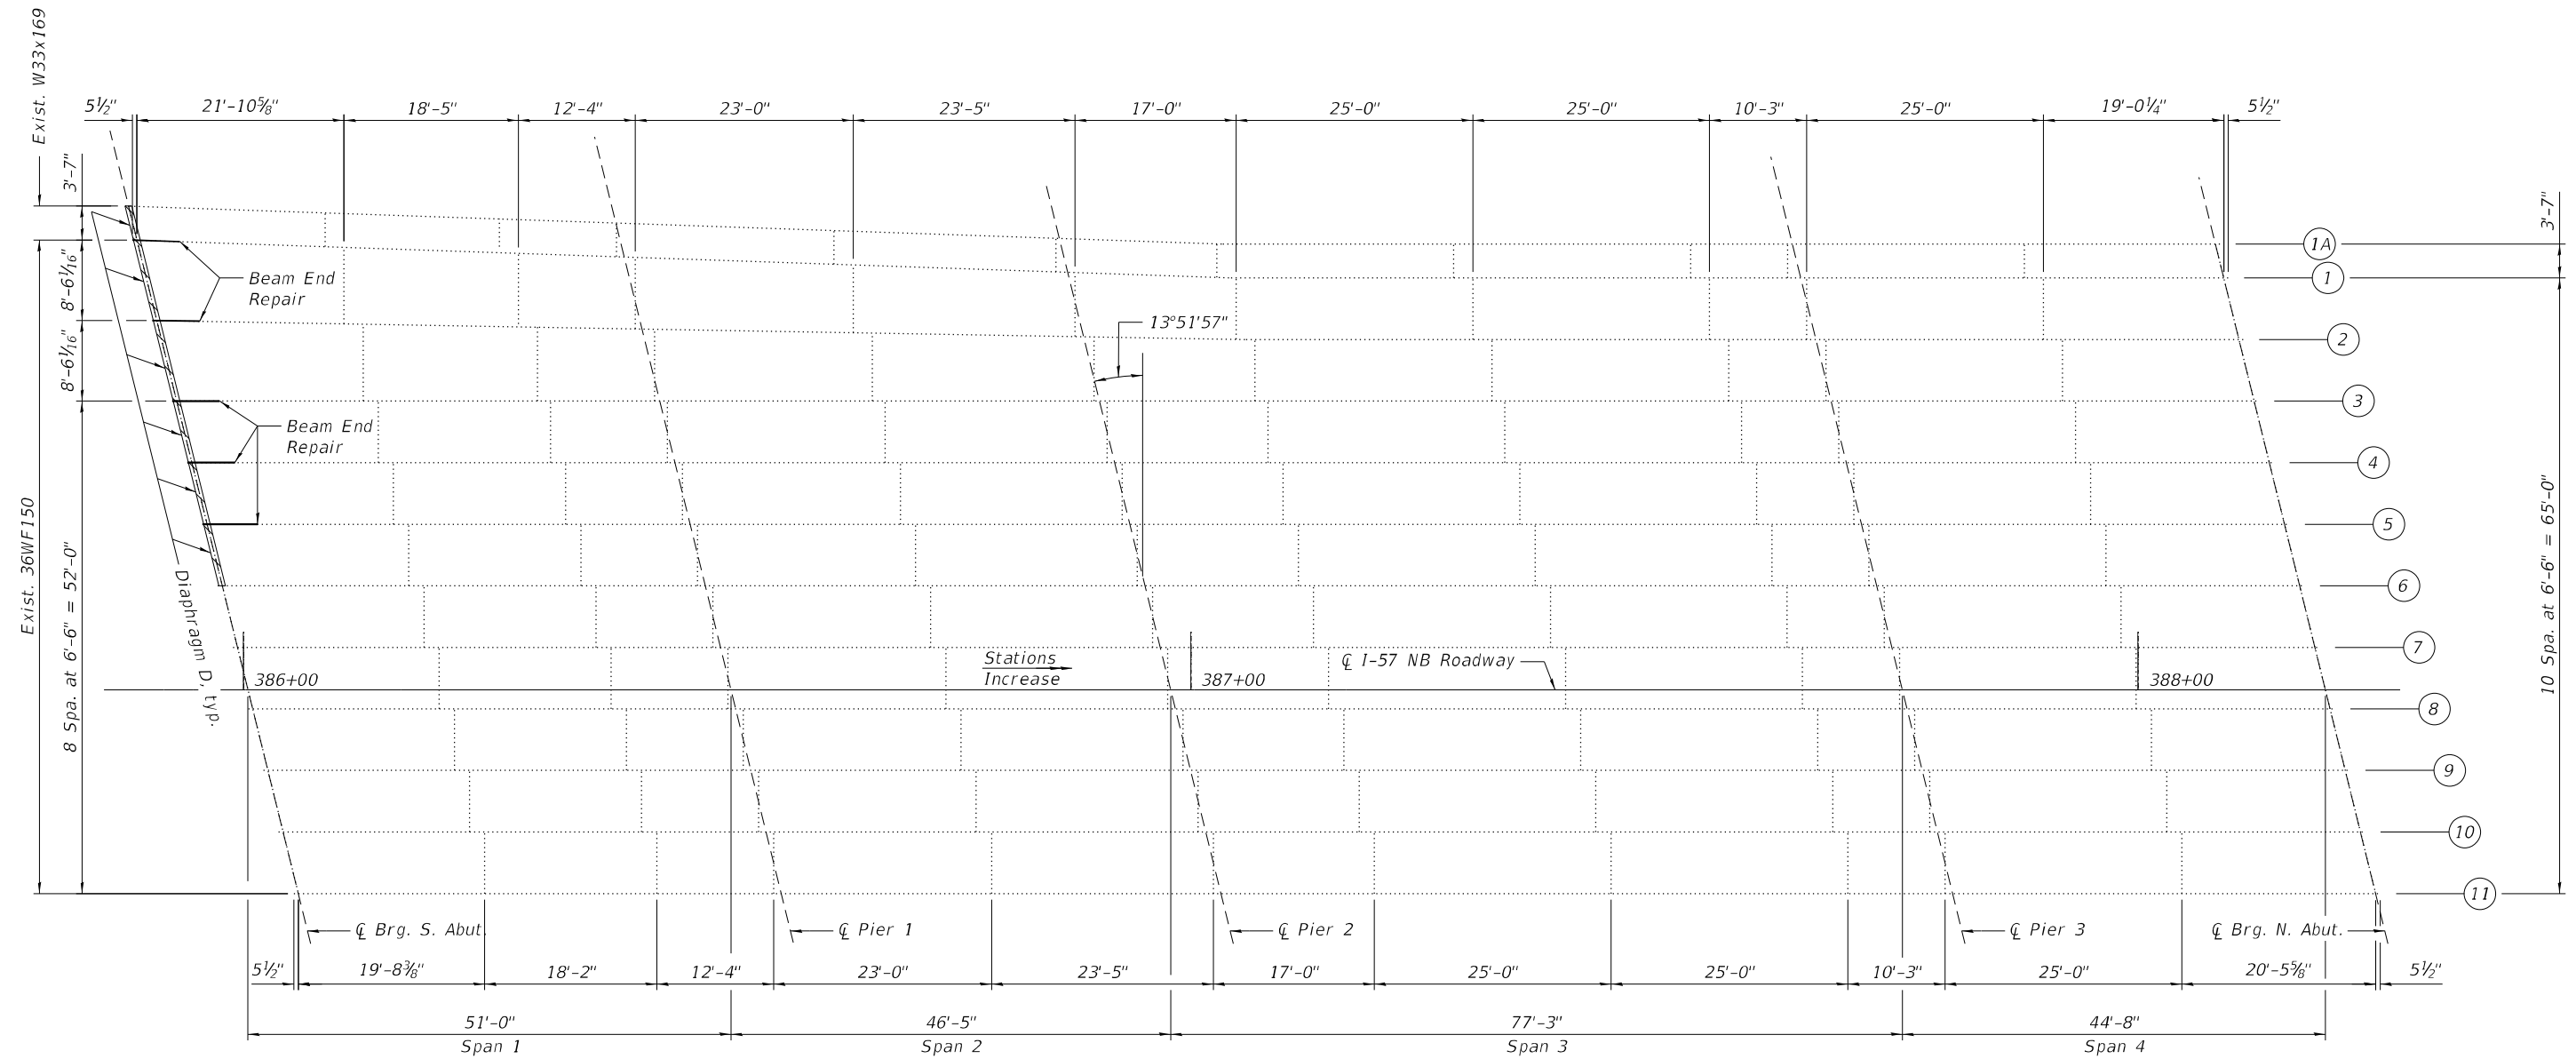 Exist. W33x169
5½" 21'-10⅝" 18'-5" 12'-4" 23'-0" 23'-5" 17'-0" 25'-0" 25'-0" 10'-3" 25'-0" 19'-0¼" 5½"
3'-7"
8'-6 1/16"
8'-6 1/16"
8 Spa. at 6'-6" = 52'-0"
Exist. 36WF150
Beam End
Repair
Beam End
Repair
Diaphragm D, typ.
13°51'57"
1A
1
2
3
4
5
6
7
8
9
10
11
3'-7"
10 Spa. at 6'-6" = 65'-0"
Stations
Increase
℄ I-57 NB Roadway
386+00 387+00 388+00
℄ Brg. S. Abut. ℄ Pier 1 ℄ Pier 2 ℄ Pier 3 ℄ Brg. N. Abut.
5½" 19'-8⅜" 18'-2" 12'-4" 23'-0" 23'-5" 17'-0" 25'-0" 25'-0" 10'-3" 25'-0" 20'-5⅝" 5½"
51'-0" 46'-5" 77'-3" 44'-8"
Span 1 Span 2 Span 3 Span 4